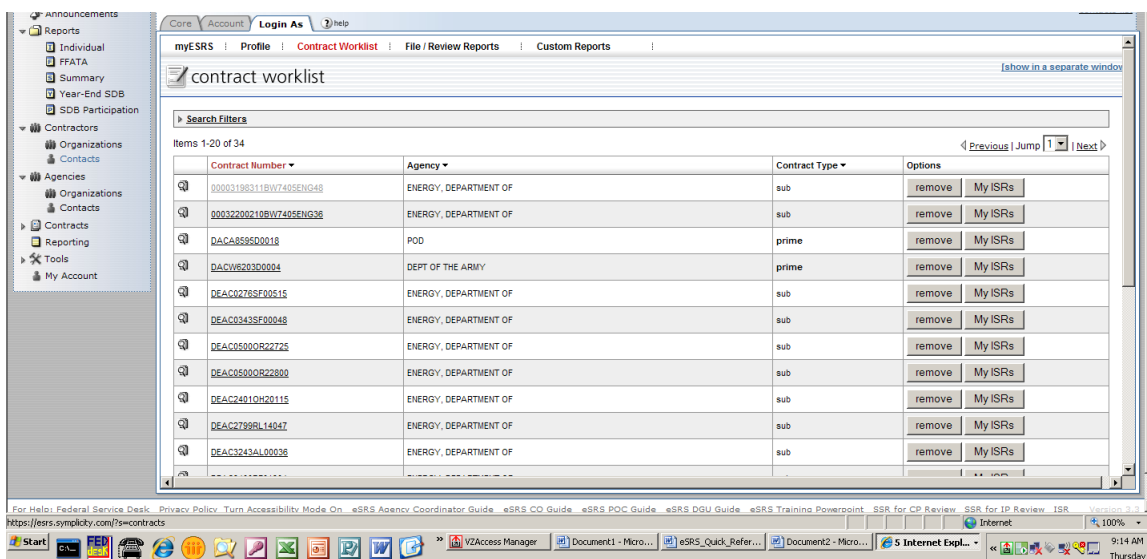 Announcements
Reports
Individual
FFATA
Summary
Year-End SDB
SDB Participation
Contractors
Organizations
Contacts
Agencies
Organizations
Contacts
Contracts
Reporting
Tools
My Account
Core Account Login As help
myESRS Profile Contract Worklist File / Review Reports Custom Reports
[show in a separate window
contract worklist
Search Filters
Items 1-20 of 34 Previous | Jump 1 | Next
Contract Number Agency Contract Type Options
00003198311BW7405ENG48 ENERGY, DEPARTMENT OF sub remove My ISRs
00032200210BW7405ENG36 ENERGY, DEPARTMENT OF sub remove My ISRs
DACA8595D0018 POD prime remove My ISRs
DACW6203D0004 DEPT OF THE ARMY prime remove My ISRs
DEAC0276SF00515 ENERGY, DEPARTMENT OF sub remove My ISRs
DEAC0343SF00048 ENERGY, DEPARTMENT OF sub remove My ISRs
DEAC0500OR22725 ENERGY, DEPARTMENT OF sub remove My ISRs
DEAC0500OR22800 ENERGY, DEPARTMENT OF sub remove My ISRs
DEAC2401OH20115 ENERGY, DEPARTMENT OF sub remove My ISRs
DEAC2799RL14047 ENERGY, DEPARTMENT OF sub remove My ISRs
DEAC3243AL00036 ENERGY, DEPARTMENT OF sub remove My ISRs
For Help: Federal Service Desk Privacy Policy Turn Accessibility Mode On eSRS Agency Coordinator Guide eSRS CO Guide eSRS POC Guide eSRS DGU Guide eSRS Training Powerpoint SSR for CP Review SSR for IP Review ISR Version 2.3
https://esrs.symplicity.com/?s=contracts Internet 100%
Start FED desk VZAccess Manager Document1 - Micro... eSRS_Quick_Refer... Document2 - Micro... 5 Internet Expl... 9:14 AM
Thursday